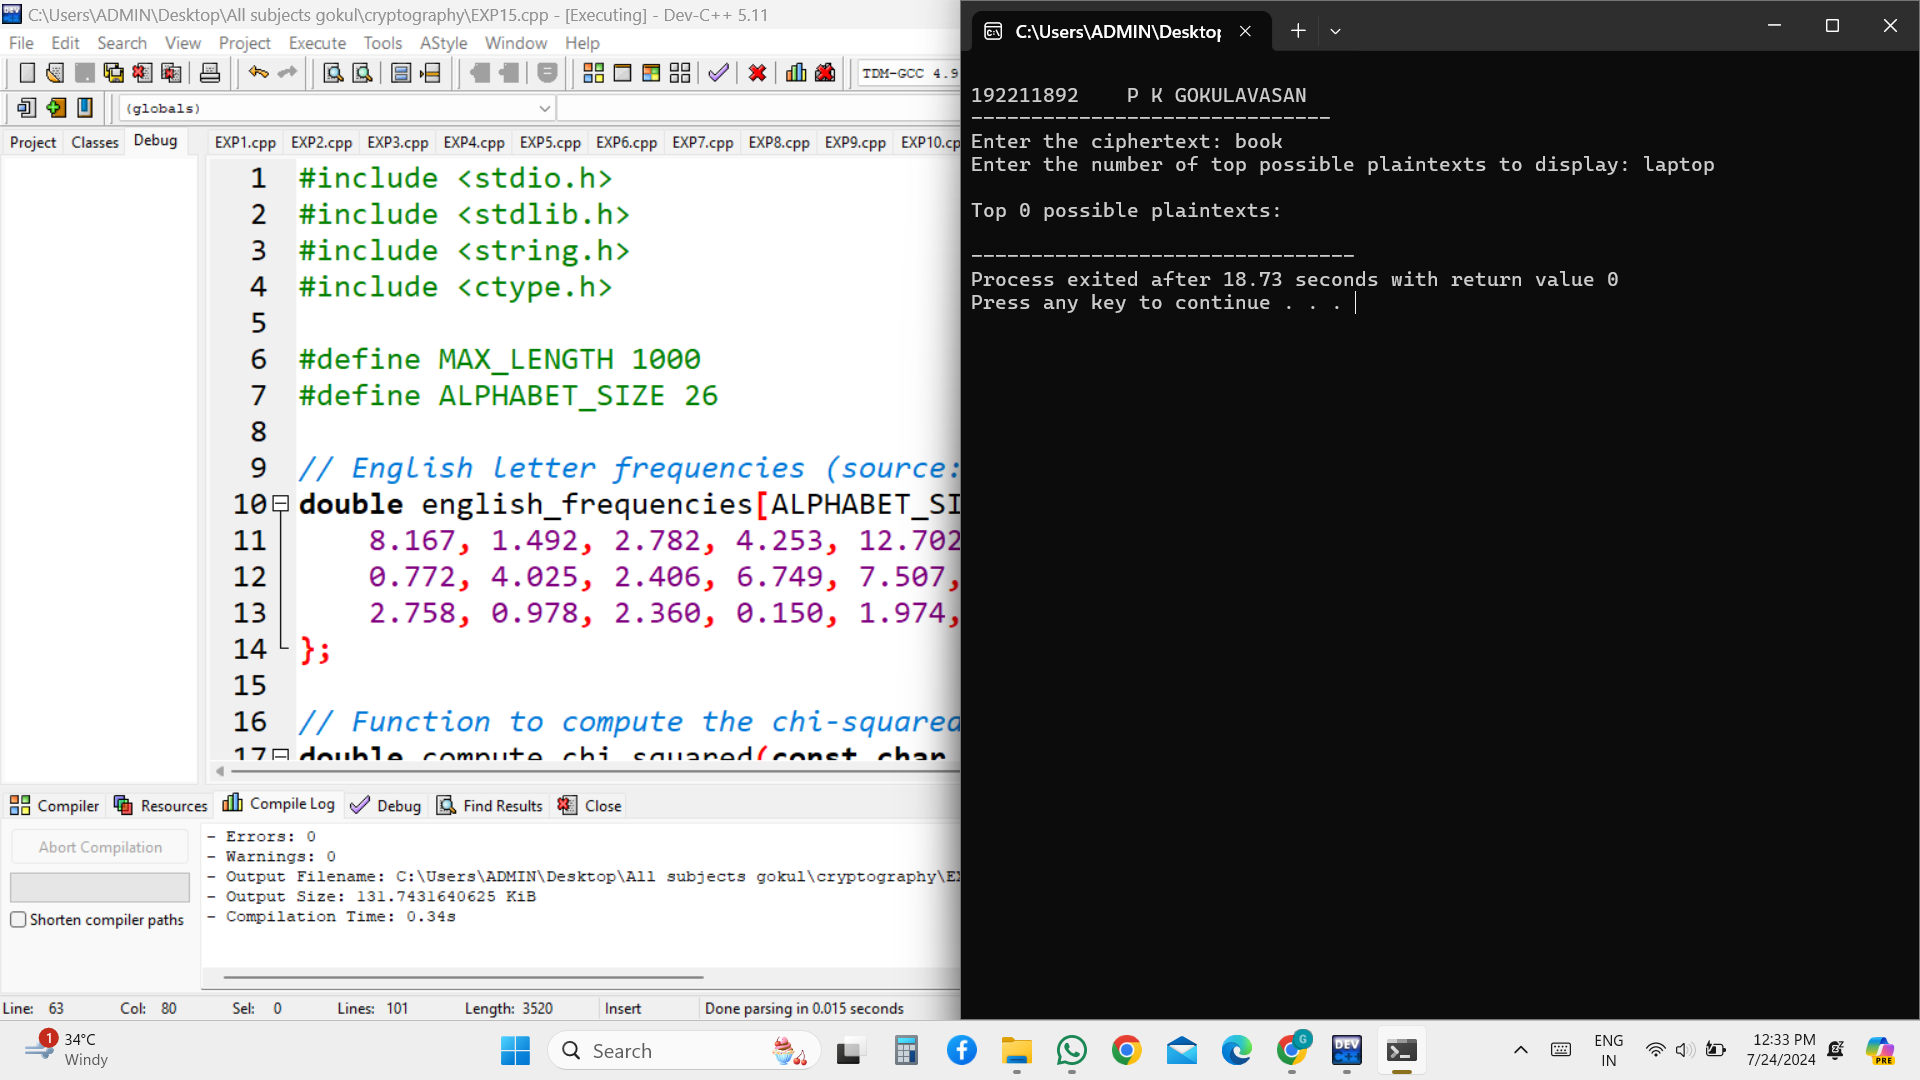 C:\Users\ADMIN\Desktop\All subjects gokul\cryptography\EXP15.cpp - [Executing] - Dev-C++ 5.11
File Edit Search View Project Execute Tools AStyle Window Help
TDM-GCC 4.9
(globals)
Project Classes Debug
EXP1.cpp EXP2.cpp EXP3.cpp EXP4.cpp EXP5.cpp EXP6.cpp EXP7.cpp EXP8.cpp EXP9.cpp EXP10.cp
1 #include <stdio.h>
2 #include <stdlib.h>
3 #include <string.h>
4 #include <ctype.h>
5
6 #define MAX_LENGTH 1000
7 #define ALPHABET_SIZE 26
8
9 // English letter frequencies (source:
10 double english_frequencies[ALPHABET_SI
11 8.167, 1.492, 2.782, 4.253, 12.702
12 0.772, 4.025, 2.406, 6.749, 7.507,
13 2.758, 0.978, 2.360, 0.150, 1.974,
14 };
15
16 // Function to compute the chi-squared
17 double compute_chi_squared(const char
Compiler Resources Compile Log Debug Find Results Close
Abort Compilation
Shorten compiler paths
- Errors: 0
- Warnings: 0
- Output Filename: C:\Users\ADMIN\Desktop\All subjects gokul\cryptography\EX
- Output Size: 131.7431640625 KiB
- Compilation Time: 0.34s
Line: 63 Col: 80 Sel: 0 Lines: 101 Length: 3520 Insert Done parsing in 0.015 seconds
C:\Users\ADMIN\Desktop
192211892 P K GOKULAVASAN
------------------------------
Enter the ciphertext: book
Enter the number of top possible plaintexts to display: laptop
Top 0 possible plaintexts:
--------------------------------
Process exited after 18.73 seconds with return value 0
Press any key to continue . . .
1
34°C
Windy
Search
G
DEV
C++
ENG
IN
12:33 PM
7/24/2024
PRE